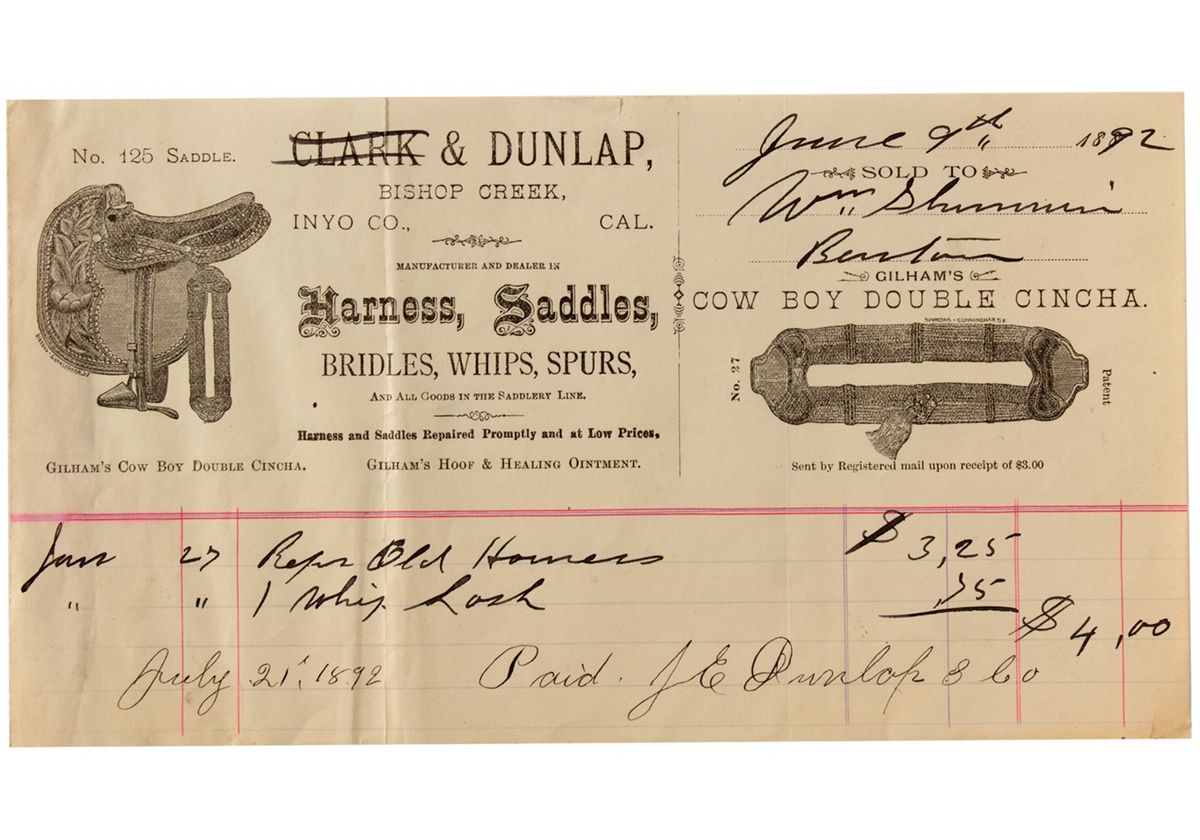 No. 125 SADDLE.
CLARK & DUNLAP,
BISHOP CREEK,
INYO CO., CAL.
MANUFACTURER AND DEALER IN
Harness, Saddles,
BRIDLES, WHIPS, SPURS,
AND ALL GOODS IN THE SADDLERY LINE.
Harness and Saddles Repaired Promptly and at Low Prices.
GILHAM'S COW BOY DOUBLE CINCHA.
GILHAM'S HOOF & HEALING OINTMENT.
June 9th 1892
SOLD TO
Wm
Benton
GILHAM'S
COW BOY DOUBLE CINCHA.
SIMMONS - CUNNINGHAM S F
No. 27
Patent
Sent by Registered mail upon receipt of $3.00
27 Repr Old $3,25
" " 1 Whip Lash ,75
$4,00
July 21, 1892 Paid. J E Dunlap & Co